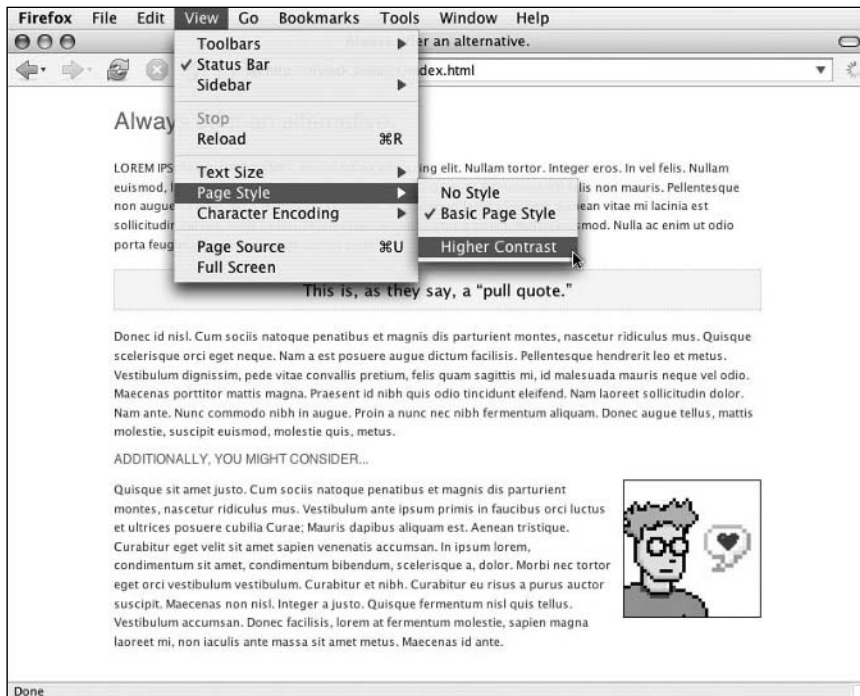 Firefox File Edit View Go Bookmarks Tools Window Help
er an alternative.
dex.html
Toolbars
✓ Status Bar
Sidebar
Stop
Reload ⌘R
Text Size
Page Style
Character Encoding
Page Source ⌘U
Full Screen
No Style
✓ Basic Page Style
Higher Contrast
Always
LOREM IPS ing elit. Nullam tortor. Integer eros. In vel felis. Nullam
euismod, lis non mauris. Pellentesque
non augue ean vitae mi lacinia est
sollicitudin smod. Nulla ac enim ut odio
porta feug
This is, as they say, a “pull quote.”
Donec id nisl. Cum sociis natoque penatibus et magnis dis parturient montes, nascetur ridiculus mus. Quisque
scelerisque orci eget neque. Nam a est posuere augue dictum facilisis. Pellentesque hendrerit leo et metus.
Vestibulum dignissim, pede vitae convallis pretium, felis quam sagittis mi, id malesuada mauris neque vel odio.
Maecenas porttitor mattis magna. Praesent id nibh quis odio tincidunt eleifend. Nam laoreet sollicitudin dolor.
Nam ante. Nunc commodo nibh in augue. Proin a nunc nec nibh fermentum aliquam. Donec augue tellus, mattis
molestie, suscipit euismod, molestie quis, metus.
ADDITIONALLY, YOU MIGHT CONSIDER...
Quisque sit amet justo. Cum sociis natoque penatibus et magnis dis parturient
montes, nascetur ridiculus mus. Vestibulum ante ipsum primis in faucibus orci luctus
et ultrices posuere cubilia Curae; Mauris dapibus aliquam est. Aenean tristique.
Curabitur eget velit sit amet sapien venenatis accumsan. In ipsum lorem,
condimentum sit amet, condimentum bibendum, scelerisque a, dolor. Morbi nec tortor
eget orci vestibulum vestibulum. Curabitur et nibh. Curabitur eu risus a purus auctor
suscipit. Maecenas non nisl. Integer a justo. Quisque fermentum nisl quis tellus.
Vestibulum accumsan. Donec facilisis, lorem at fermentum molestie, sapien magna
laoreet mi, non iaculis ante massa sit amet metus. Maecenas id ante.
Done